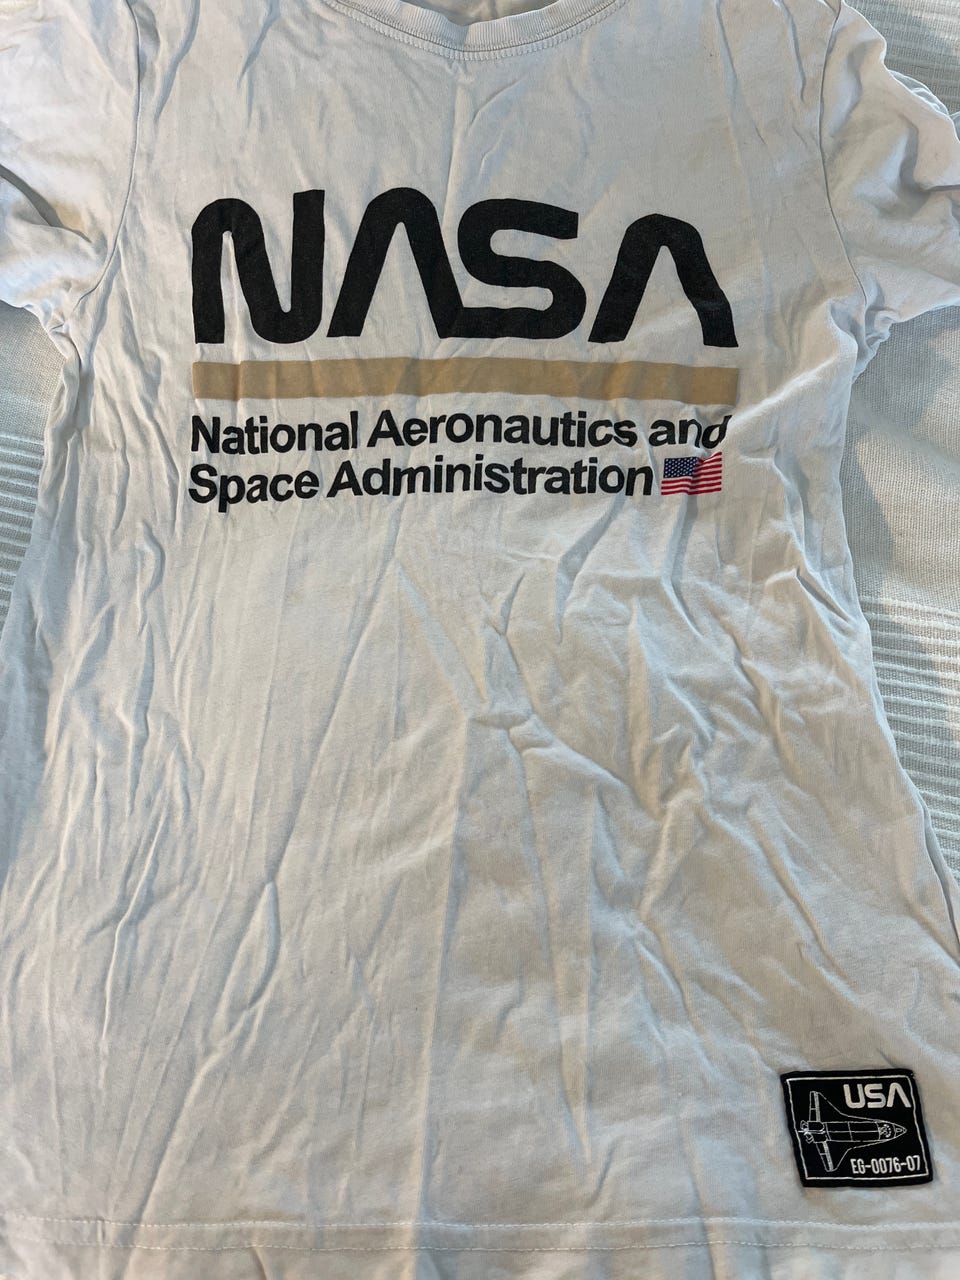 NASA
National Aeronautics and
Space Administration
USA
EG-0076-07